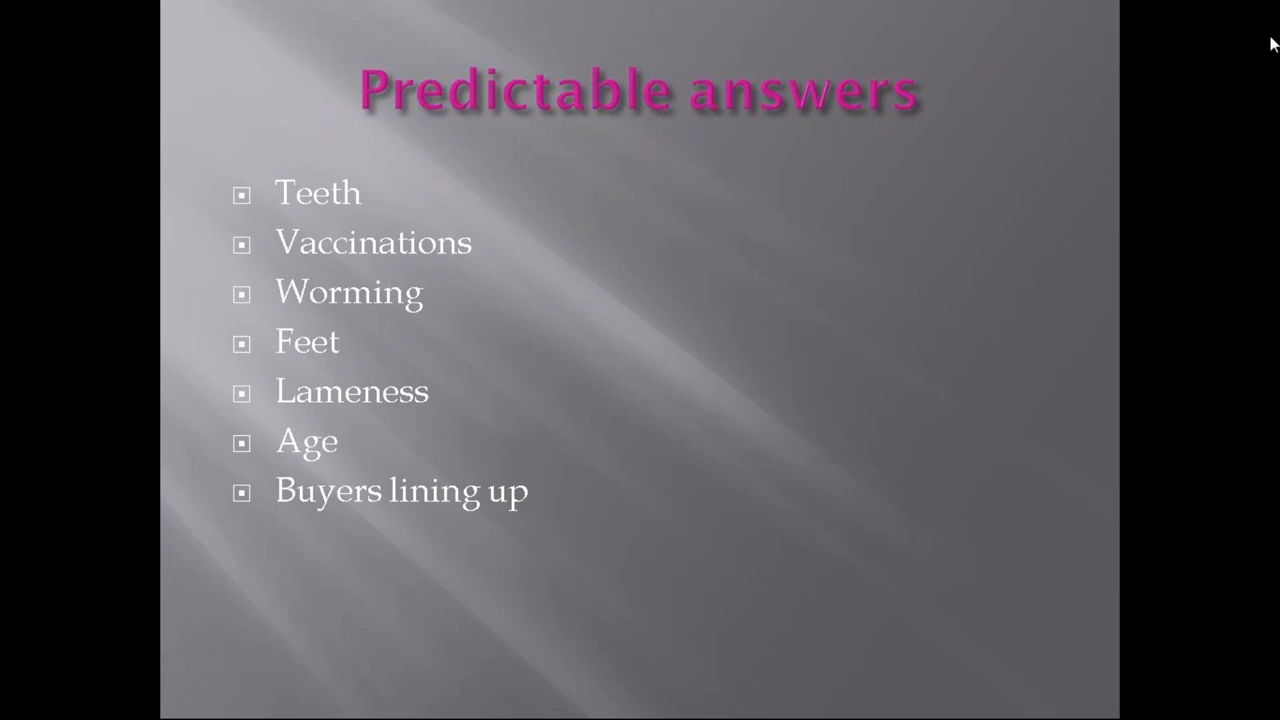 Predictable answers
Teeth
Vaccinations
Worming
Feet
Lameness
Age
Buyers lining up